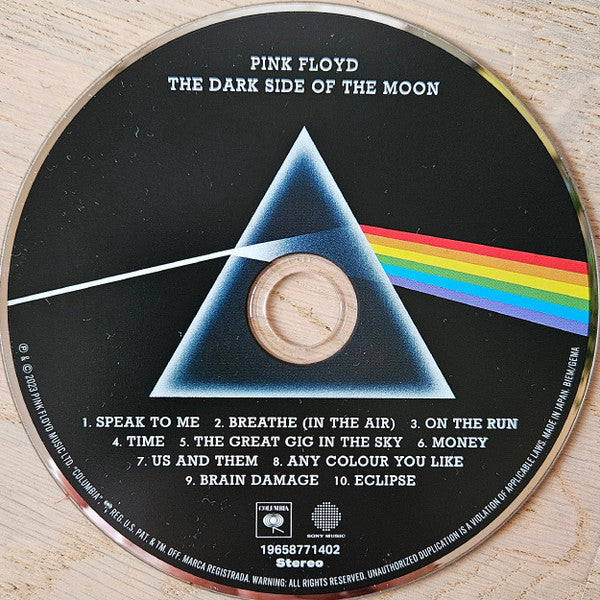 PINK FLOYD
THE DARK SIDE OF THE MOON
1. SPEAK TO ME 2. BREATHE (IN THE AIR) 3. ON THE RUN
4. TIME 5. THE GREAT GIG IN THE SKY 6. MONEY
7. US AND THEM 8. ANY COLOUR YOU LIKE
9. BRAIN DAMAGE 10. ECLIPSE
COLUMBIA
SONY MUSIC
19658771402
Stereo
℗ & © 2023 PINK FLOYD MUSIC LTD. "COLUMBIA", REG. U.S. PAT. & TM. OFF. MARCA REGISTRADA. WARNING: ALL RIGHTS RESERVED. UNAUTHORIZED DUPLICATION IS A VIOLATION OF APPLICABLE LAWS. MADE IN JAPAN. BIEM/GEMA